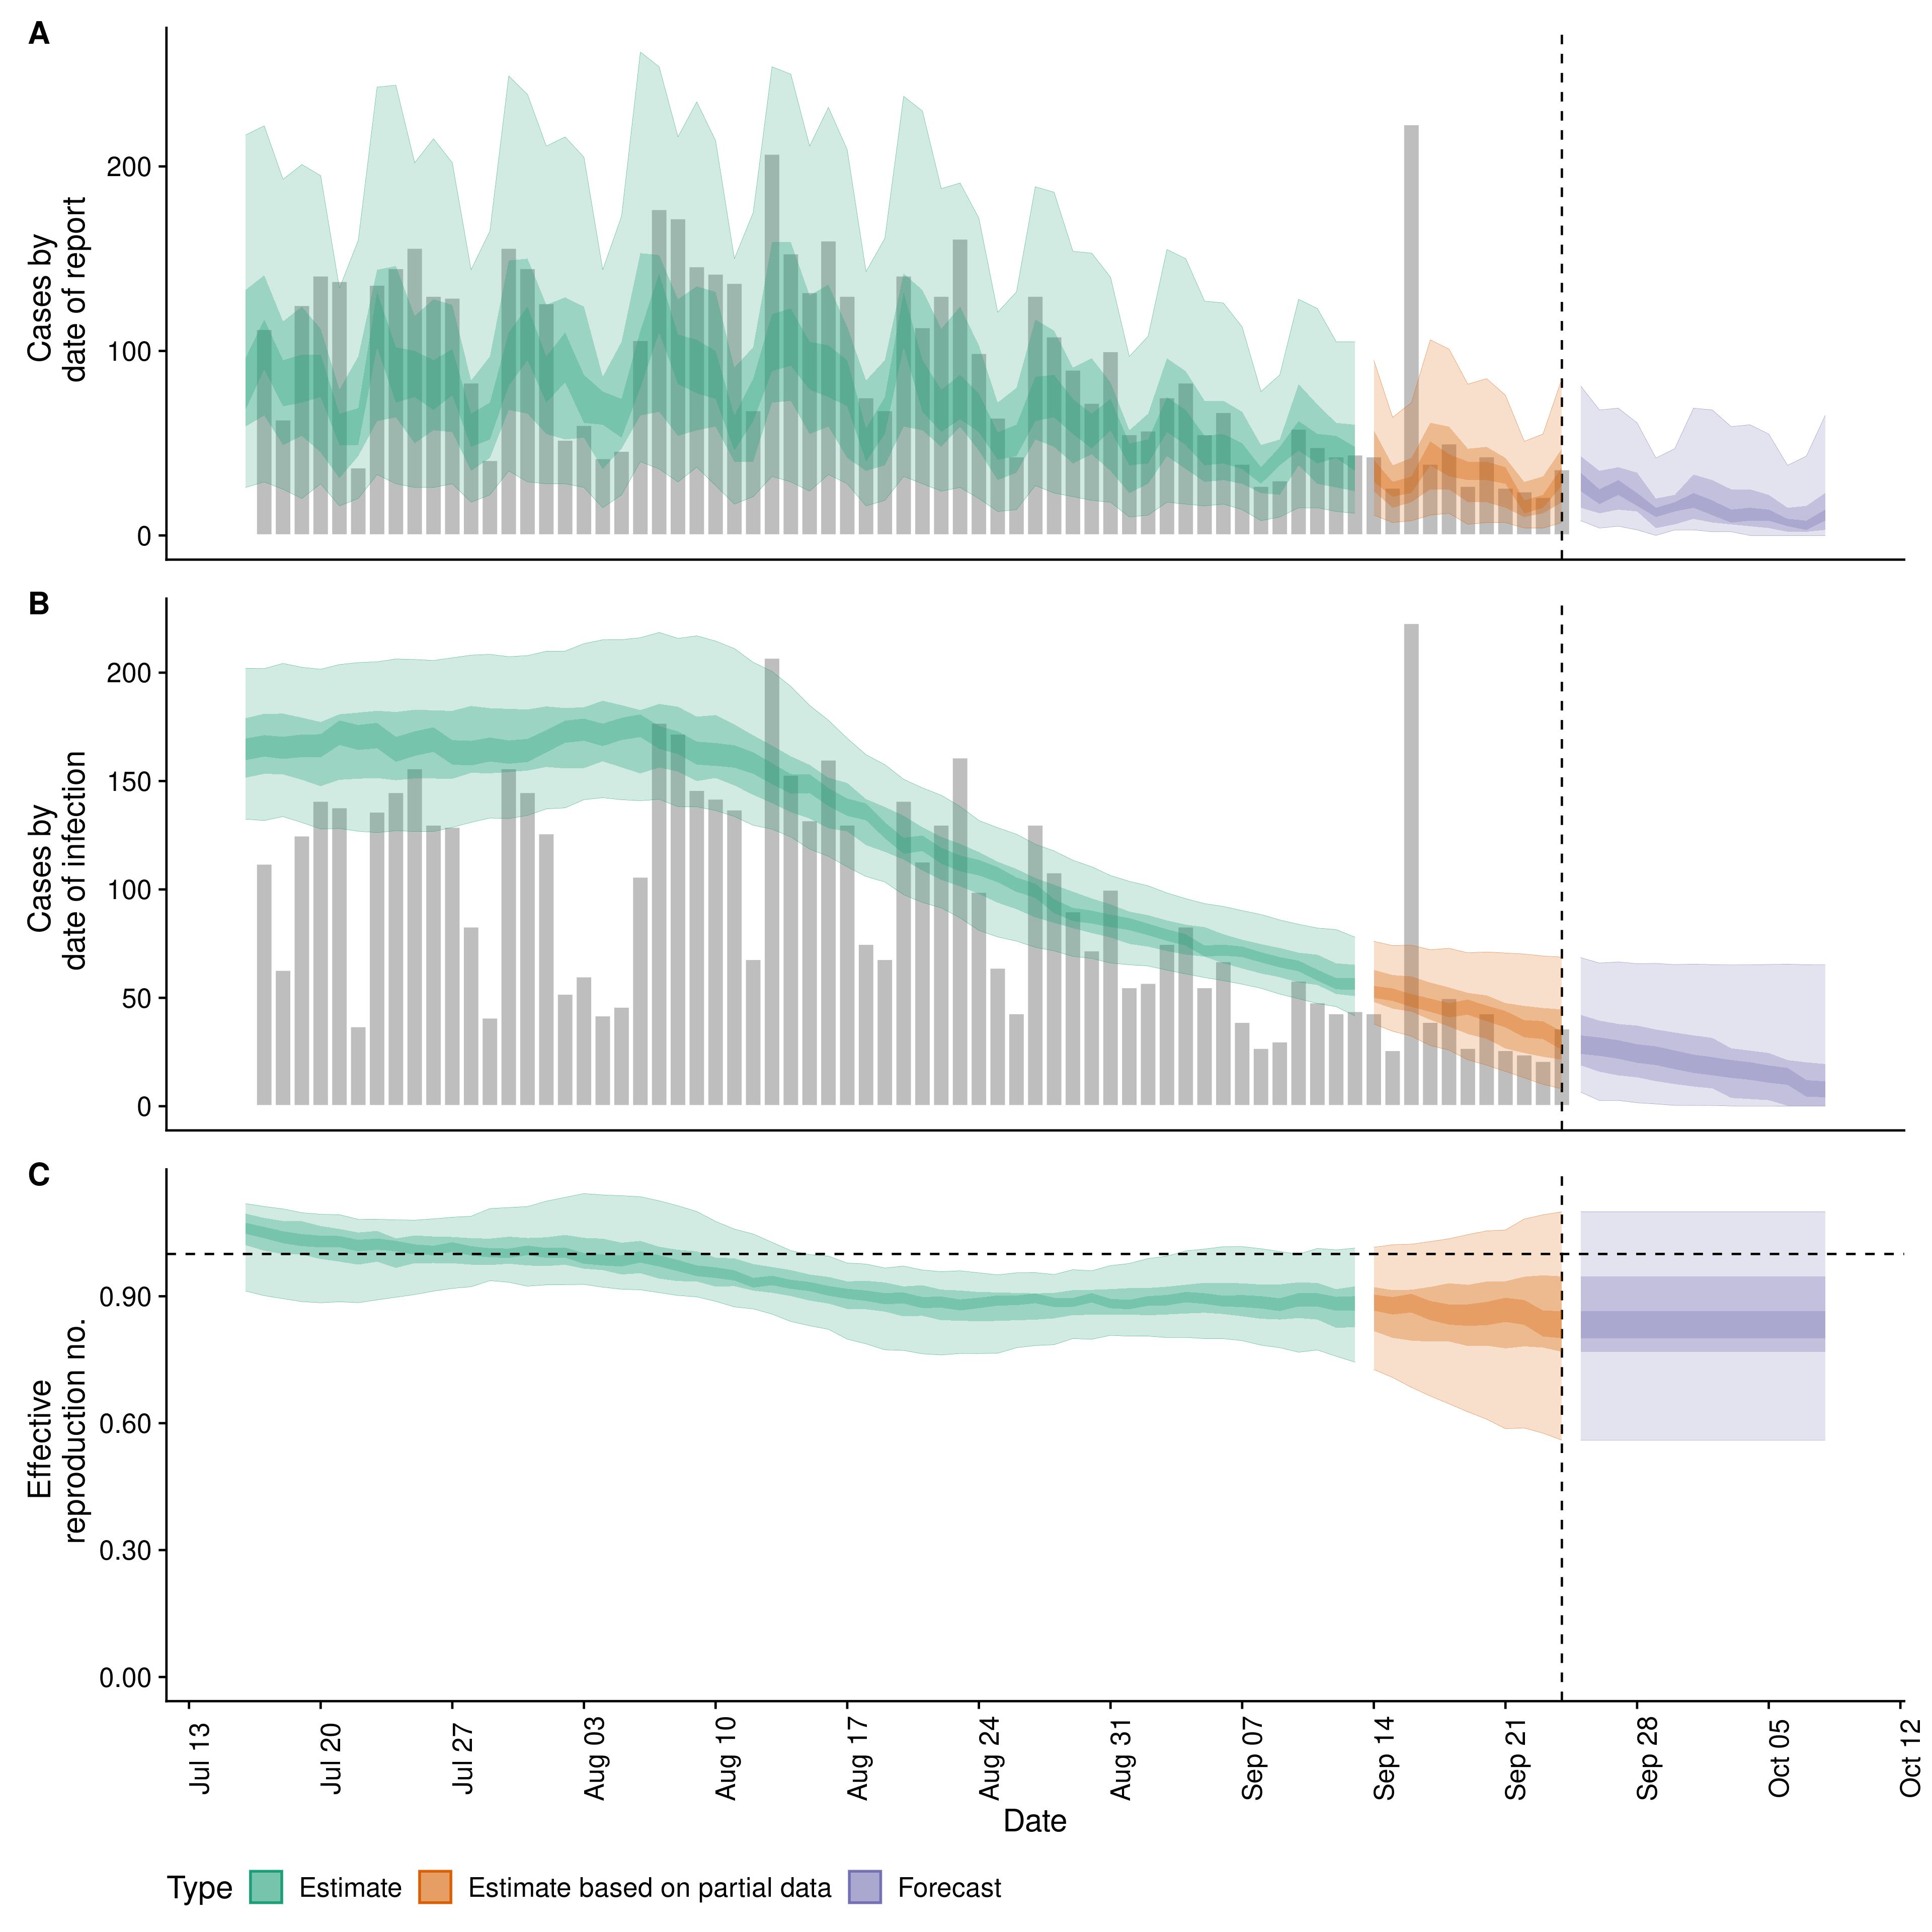 A
Cases by
date of report
200
100
0
B
Cases by
date of infection
200
150
100
50
0
C
Effective
reproduction no.
0.90
0.60
0.30
0.00
Jul 13
Jul 20
Jul 27
Aug 03
Aug 10
Aug 17
Aug 24
Aug 31
Sep 07
Sep 14
Sep 21
Sep 28
Oct 05
Oct 12
Date
Type Estimate Estimate based on partial data Forecast